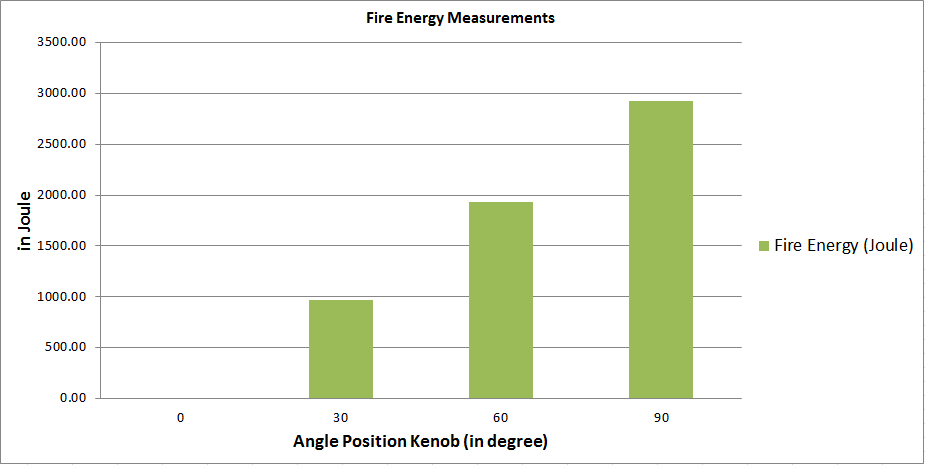 Fire Energy Measurements
3500.00
3000.00
2500.00
2000.00
1500.00
1000.00
500.00
0.00
in Joule
0 30 60 90
Angle Position Kenob (in degree)
Fire Energy (Joule)